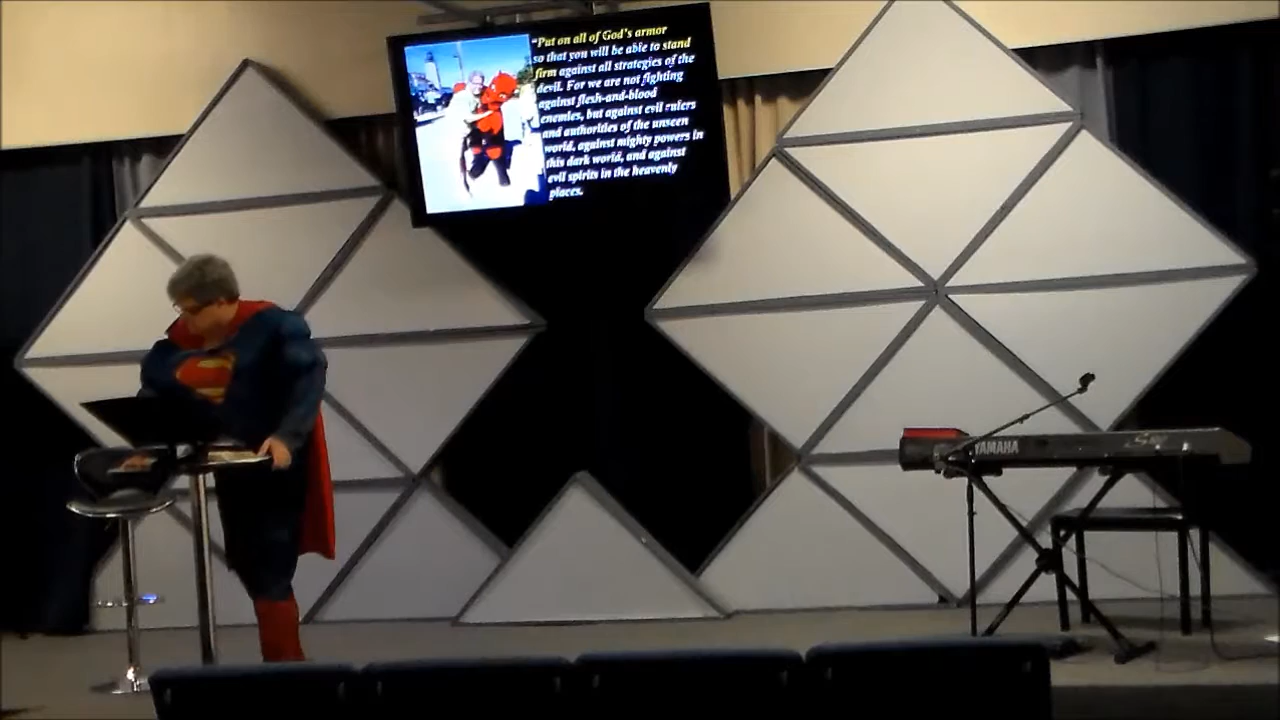 "Put on all of God's armor
so that you will be able to stand
firm against all strategies of the
devil. For we are not fighting
against flesh-and-blood
enemies, but against evil rulers
and authorities of the unseen
world, against mighty powers in
this dark world, and against
evil spirits in the heavenly
places.
YAMAHA